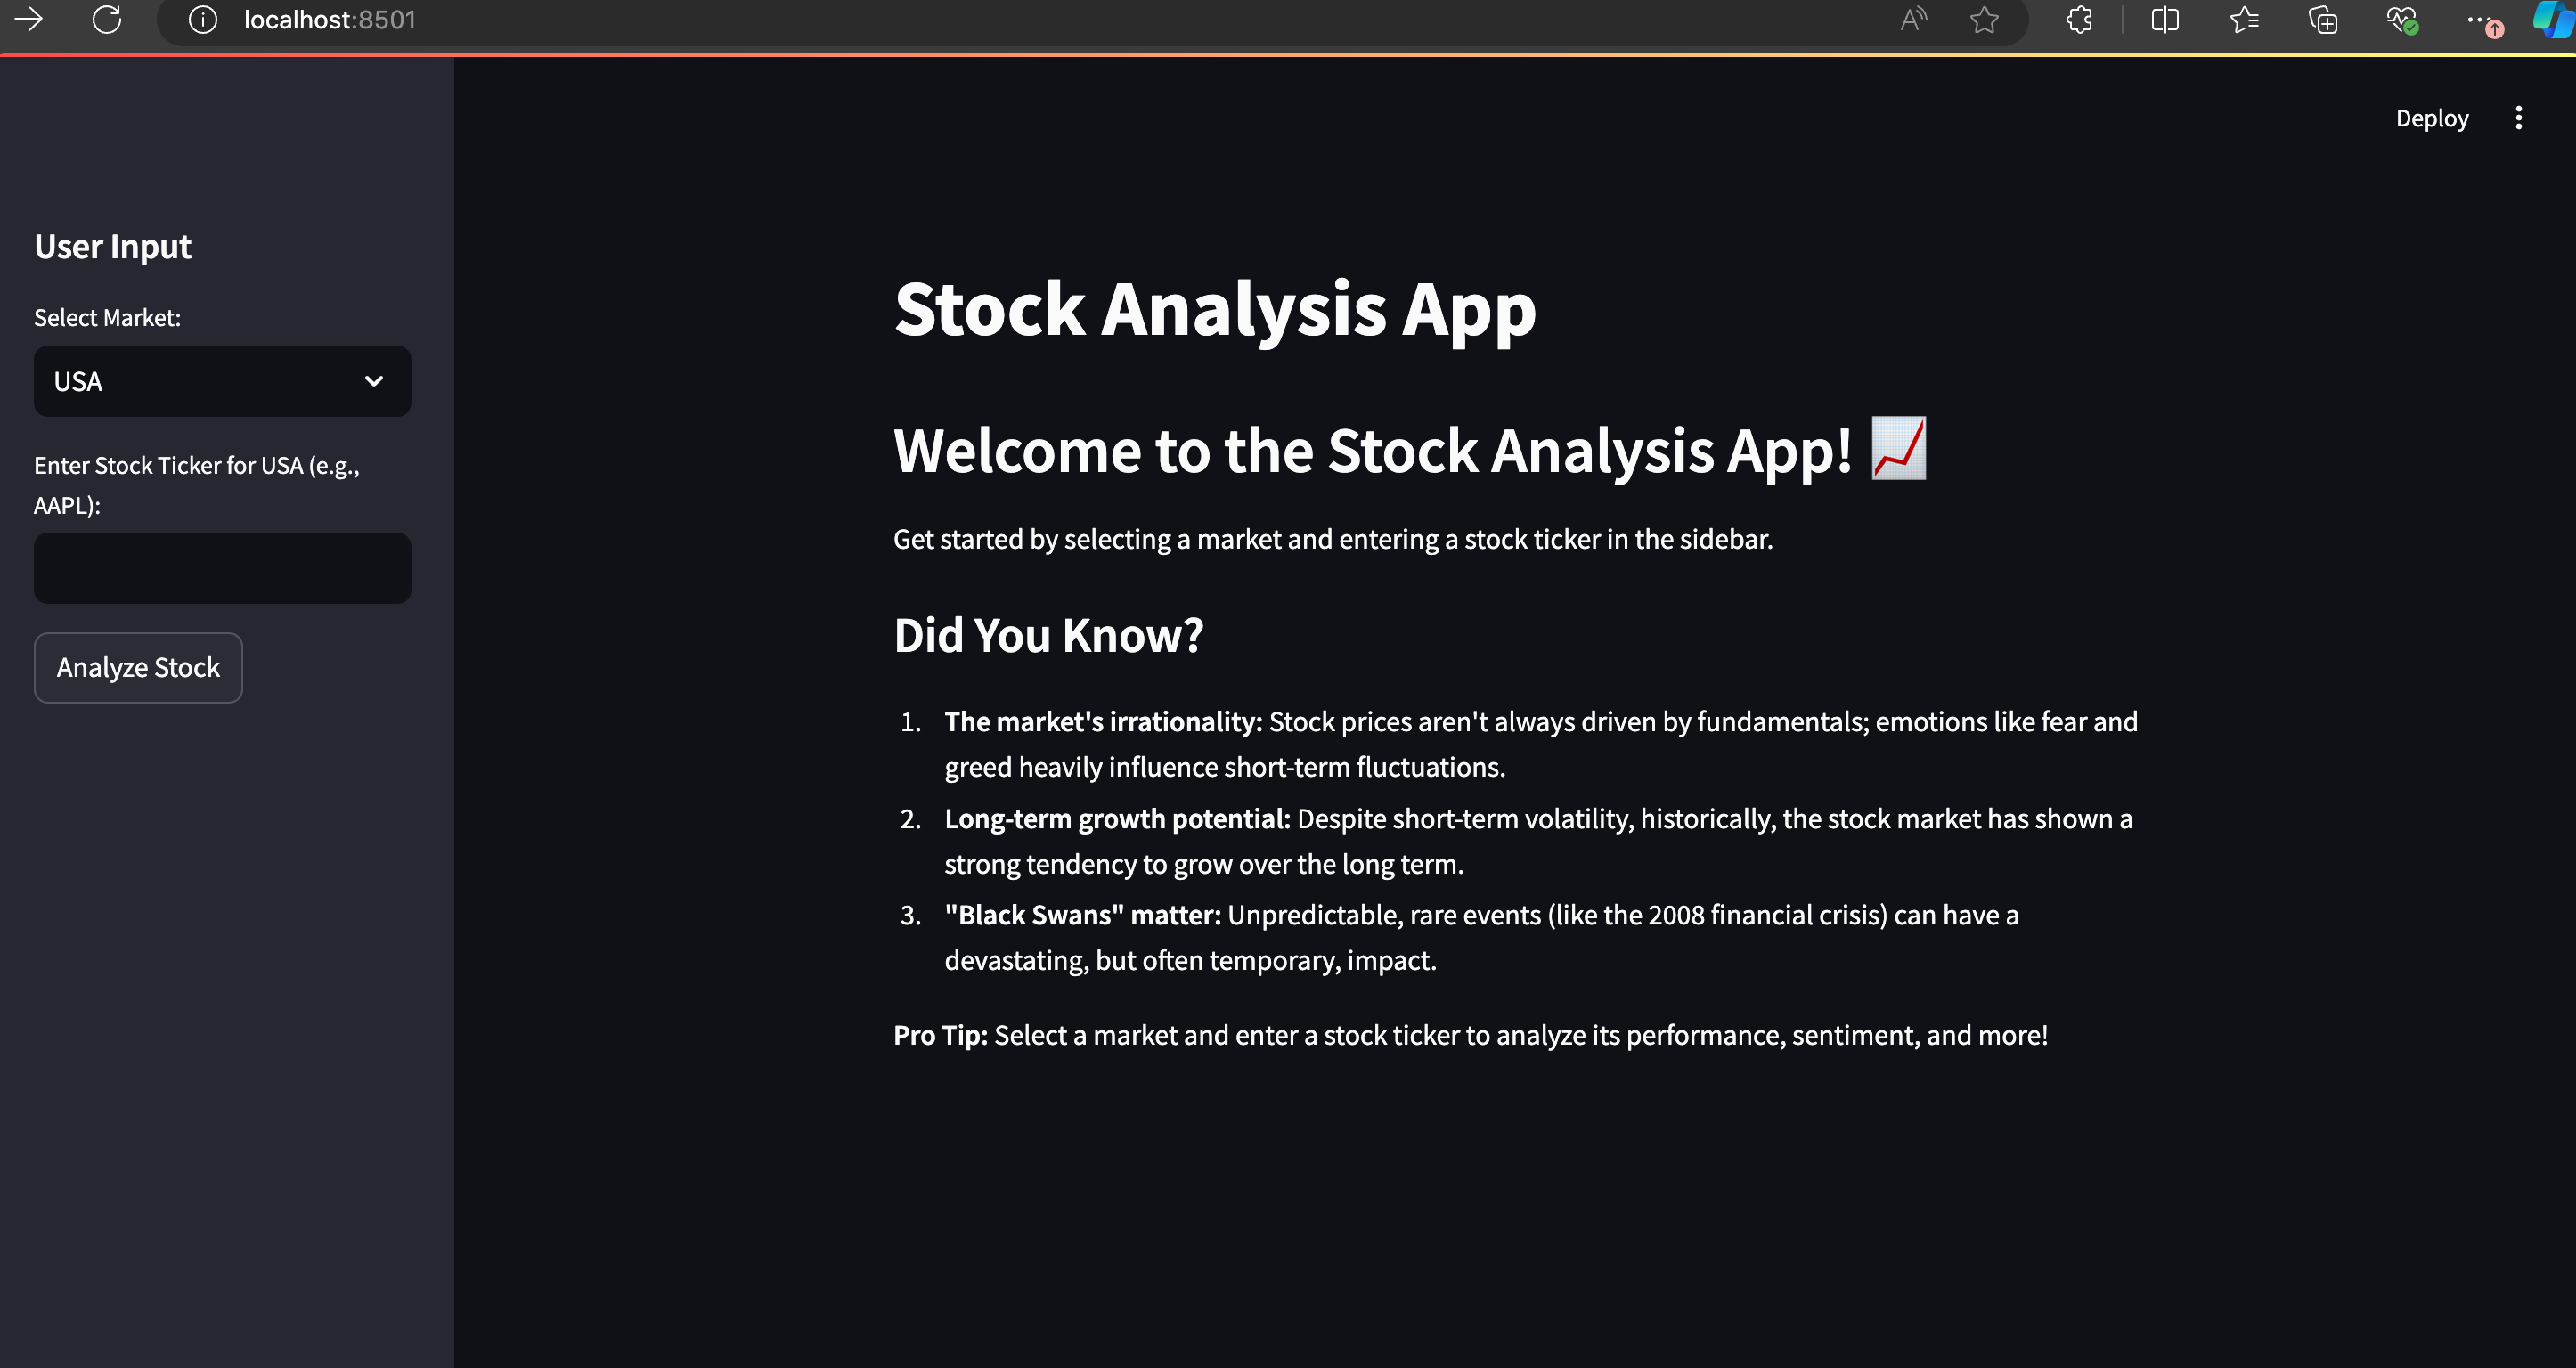 localhost:8501
Deploy
User Input
Select Market:
USA
Enter Stock Ticker for USA (e.g.,
AAPL):
Analyze Stock
Stock Analysis App
Welcome to the Stock Analysis App! 📈
Get started by selecting a market and entering a stock ticker in the sidebar.
Did You Know?
1. The market's irrationality: Stock prices aren't always driven by fundamentals; emotions like fear and
greed heavily influence short-term fluctuations.
2. Long-term growth potential: Despite short-term volatility, historically, the stock market has shown a
strong tendency to grow over the long term.
3. "Black Swans" matter: Unpredictable, rare events (like the 2008 financial crisis) can have a
devastating, but often temporary, impact.
Pro Tip: Select a market and enter a stock ticker to analyze its performance, sentiment, and more!